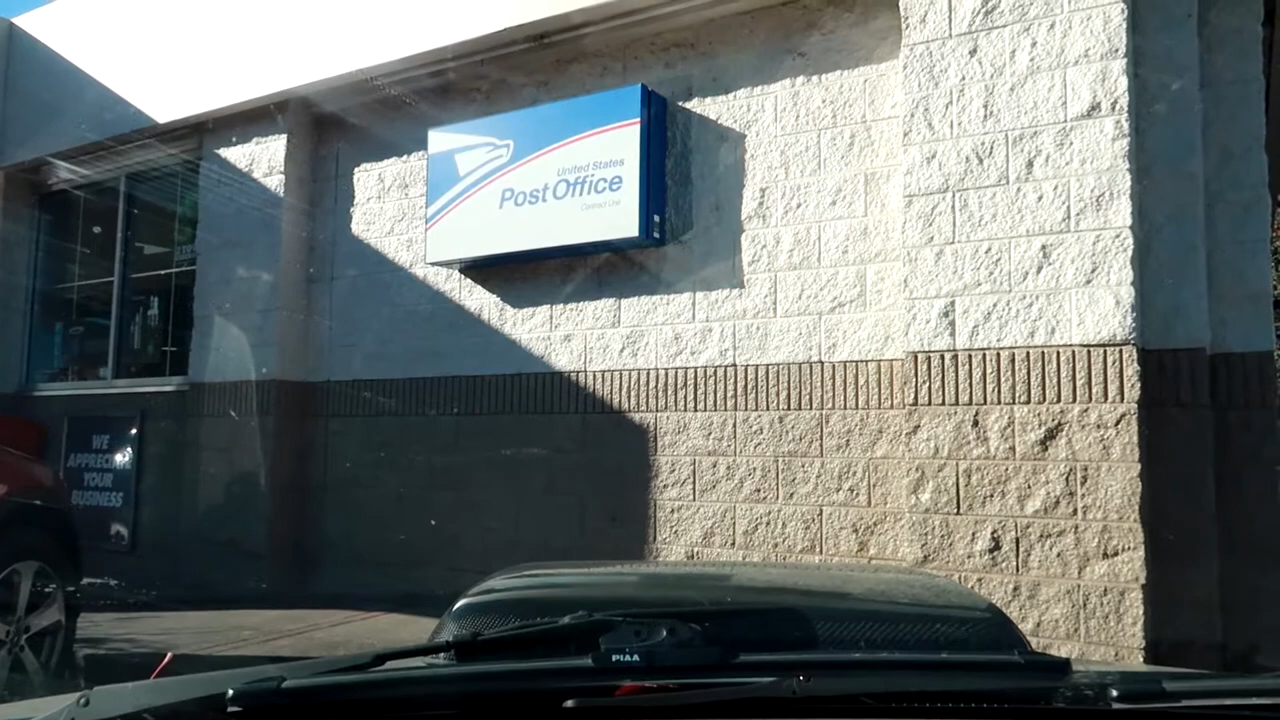 United States
Post Office
Contract Unit
WE
APPRECIATE
YOUR
BUSINESS
PIAA